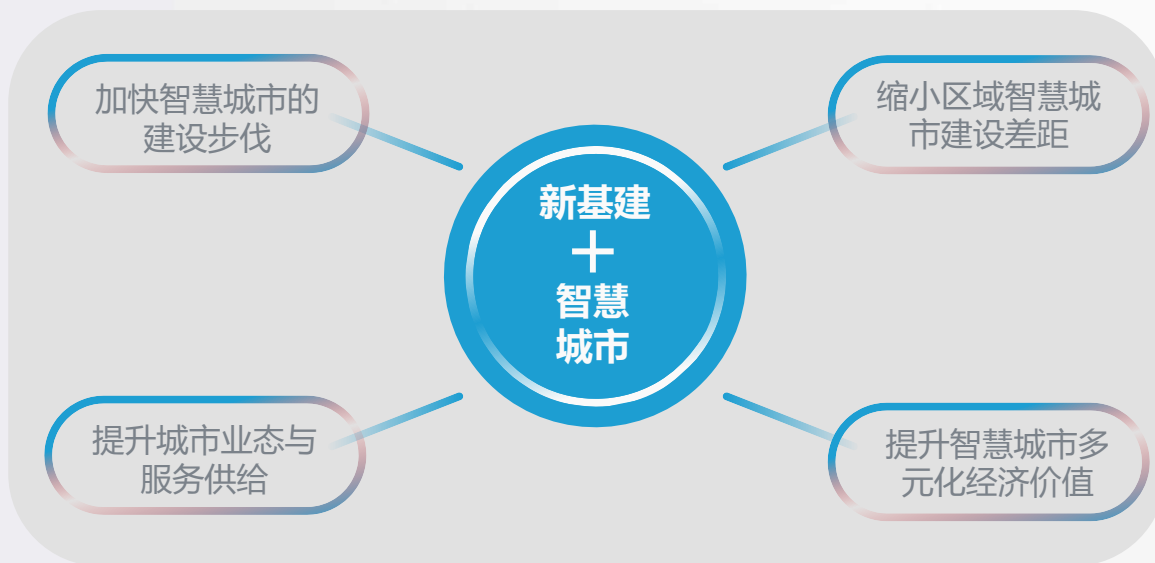 加快智慧城市的
建设步伐
缩小区域智慧城
市建设差距
新基建
+
智慧
城市
提升城市业态与
服务供给
提升智慧城市多
元化经济价值